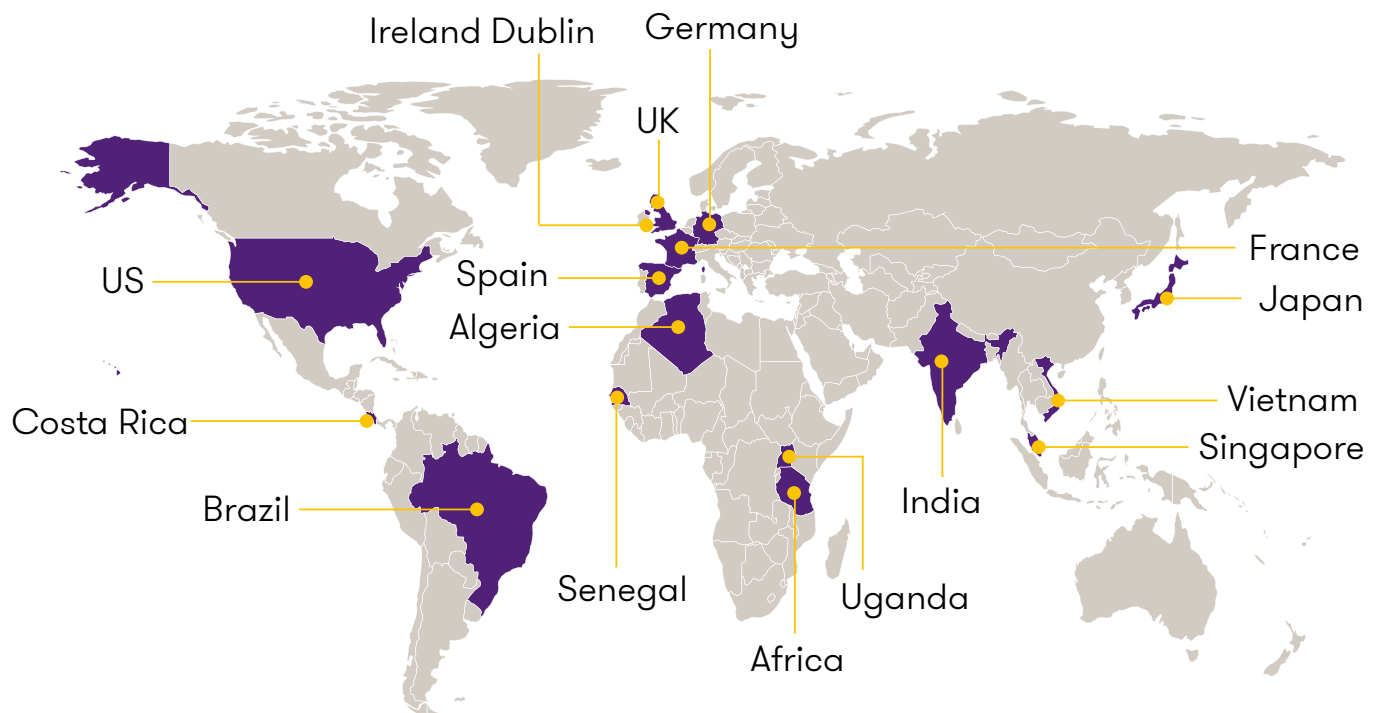 Ireland Dublin
Germany
UK
France
US
Spain
Japan
Algeria
Vietnam
Costa Rica
Singapore
Brazil
India
Senegal
Uganda
Africa